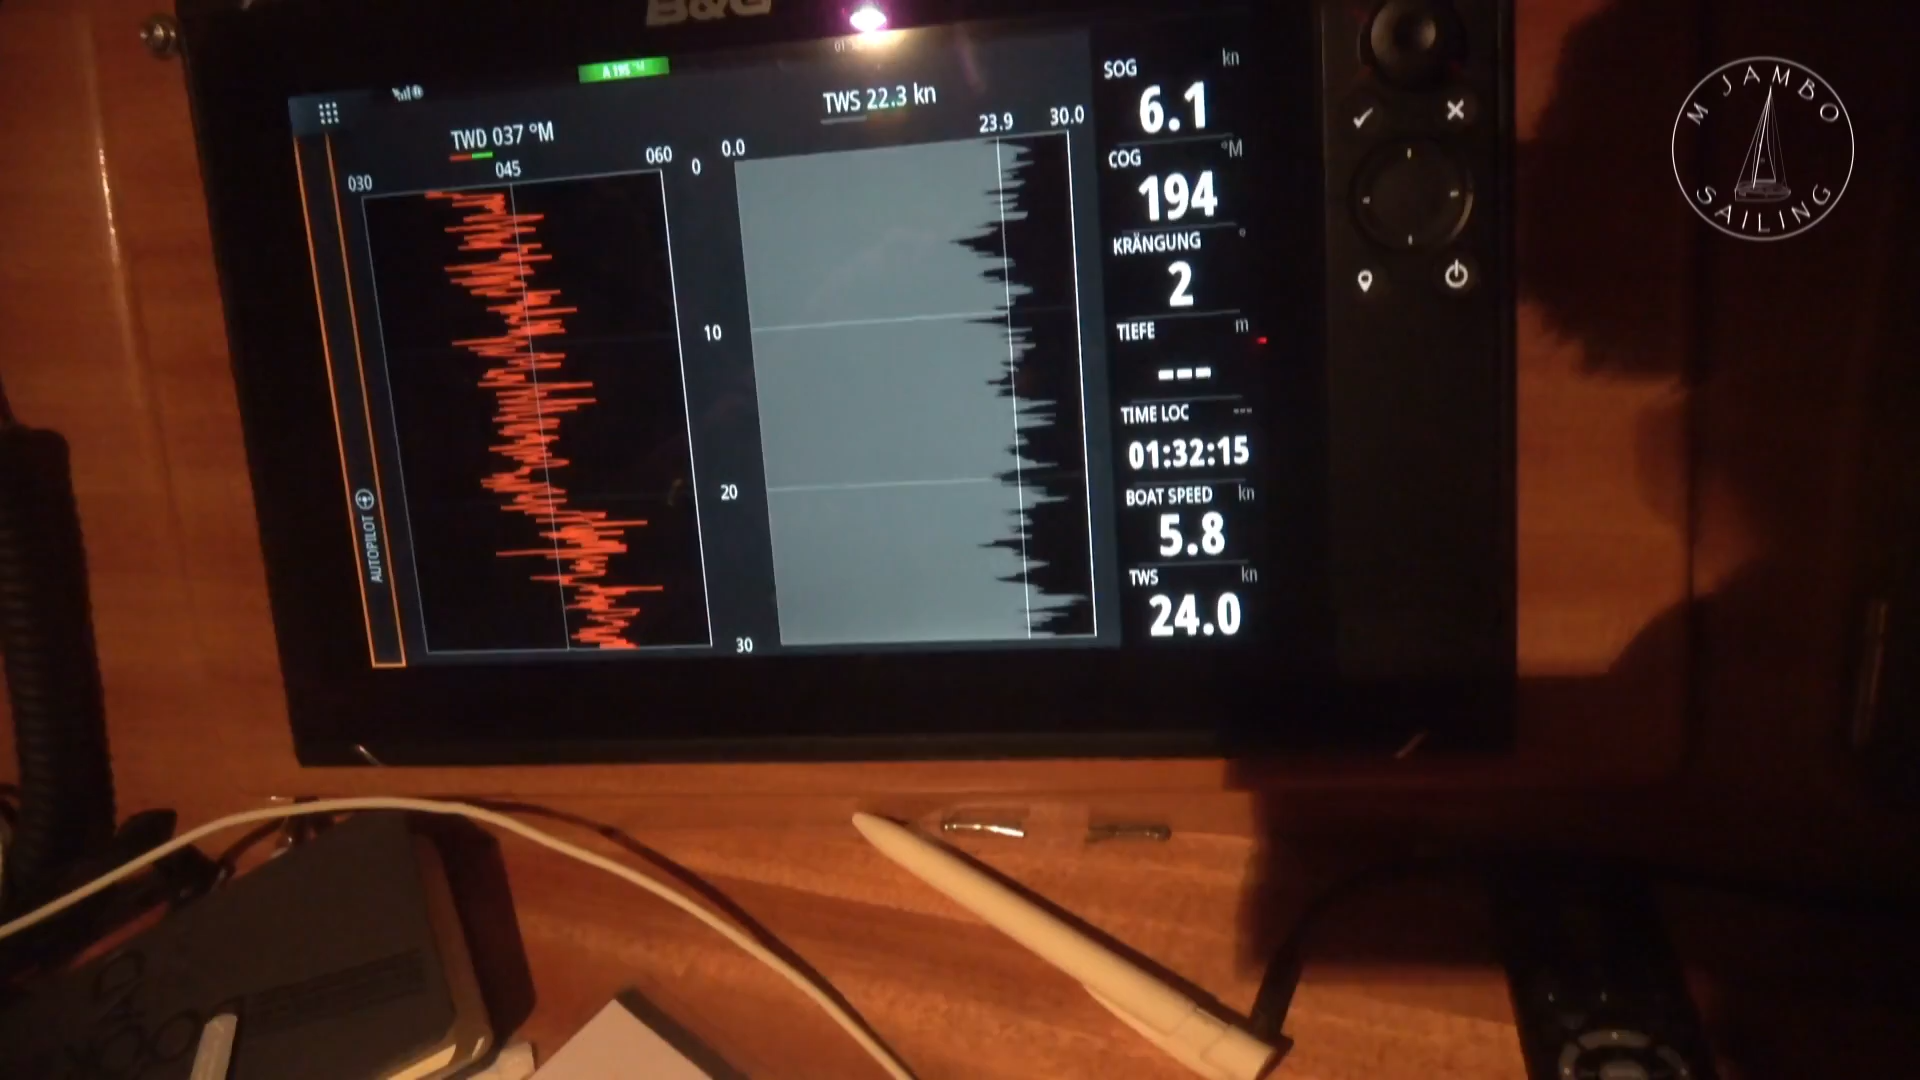 B&G
A 195 °M
TWD 037 °M
030
045
060
TWS 22.3 kn
0.0
23.9
30.0
0
10
20
30
AUTOPILOT
SOG kn
6.1
COG °M
194
KRÄNGUNG °
2
TIEFE m
---
TIME LOC ---
01:32:15
BOAT SPEED kn
5.8
TWS kn
24.0
M JAMBO
SAILING